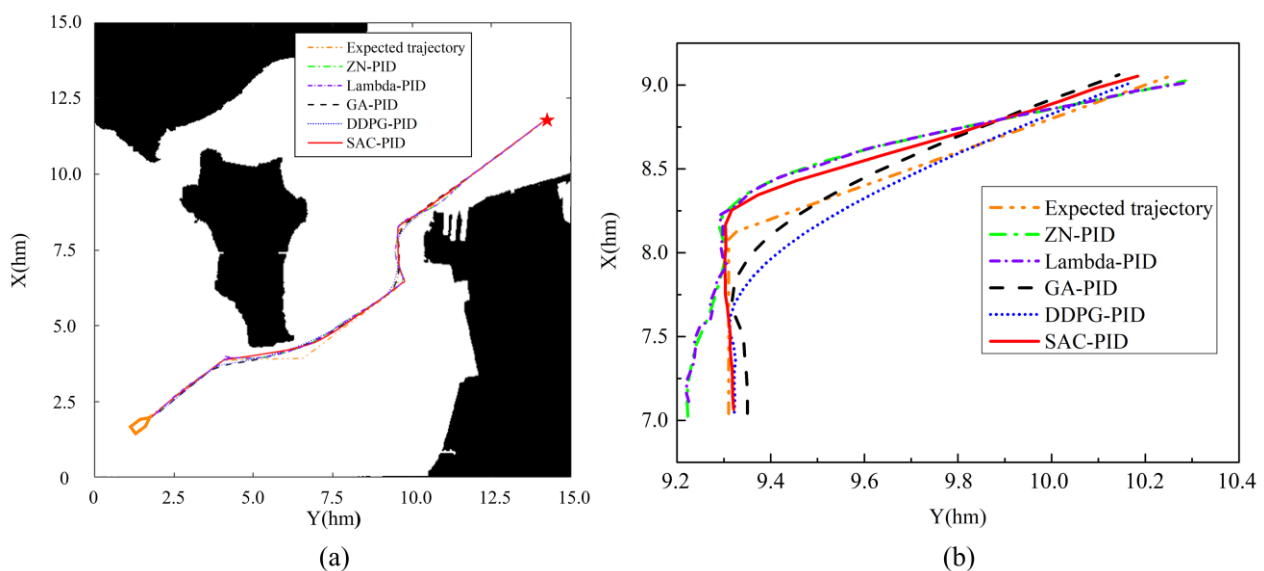 15.0
12.5
10.0
7.5
5.0
2.5
0
X(hm)
Expected trajectory
ZN-PID
Lambda-PID
GA-PID
DDPG-PID
SAC-PID
0 2.5 5.0 7.5 10.0 12.5 15.0
Y(hm)
(a)
9.0
8.5
8.0
7.5
7.0
X(hm)
Expected trajectory
ZN-PID
Lambda-PID
GA-PID
DDPG-PID
SAC-PID
9.2 9.4 9.6 9.8 10.0 10.2 10.4
Y(hm)
(b)